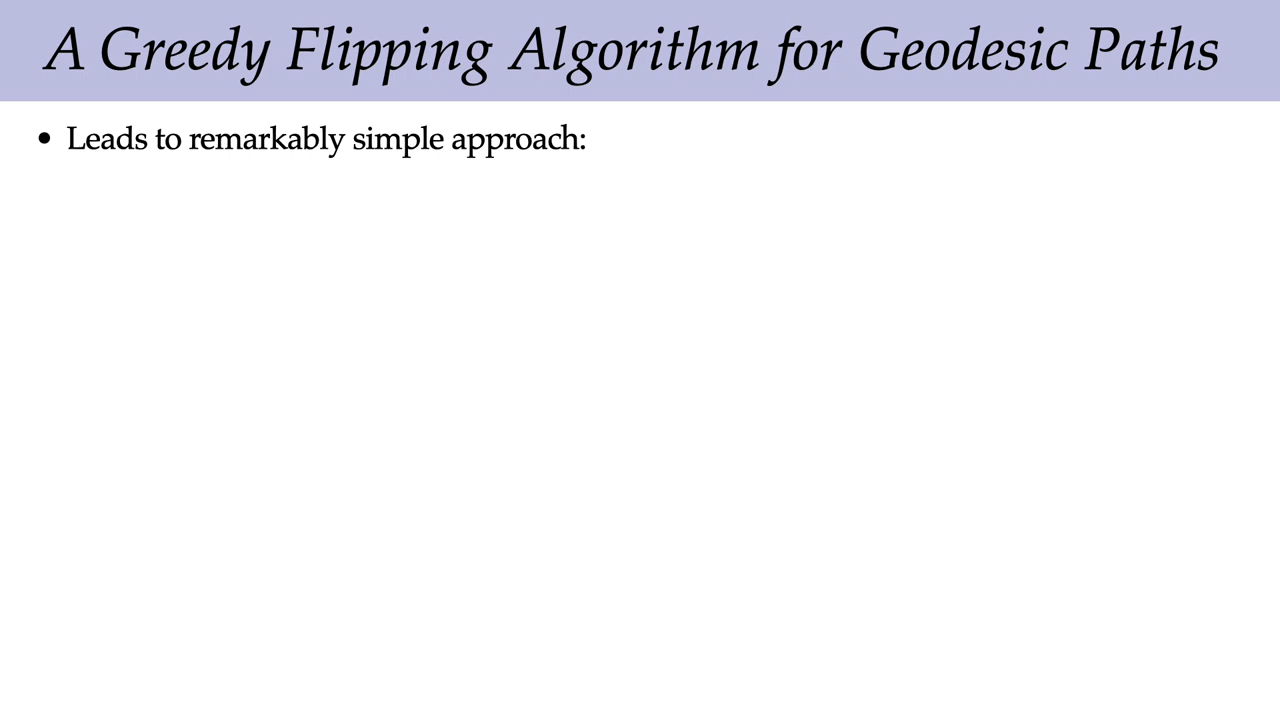 A Greedy Flipping Algorithm for Geodesic Paths
• Leads to remarkably simple approach: